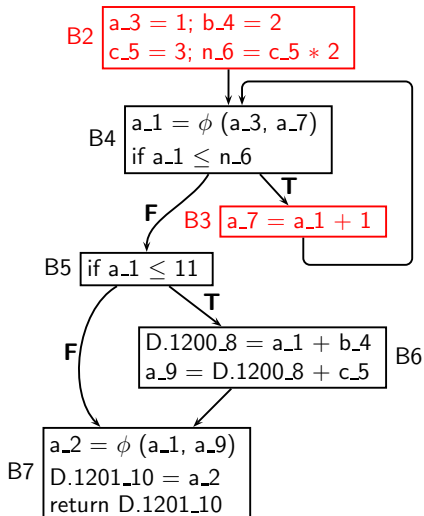 B2
a_3 = 1; b_4 = 2
c_5 = 3; n_6 = c_5 * 2
B4
a_1 = ϕ (a_3, a_7)
if a_1 ≤ n_6
F
T
B3
a_7 = a_1 + 1
B5
if a_1 ≤ 11
F
T
D.1200_8 = a_1 + b_4
a_9 = D.1200_8 + c_5
B6
B7
a_2 = ϕ (a_1, a_9)
D.1201_10 = a_2
return D.1201_10